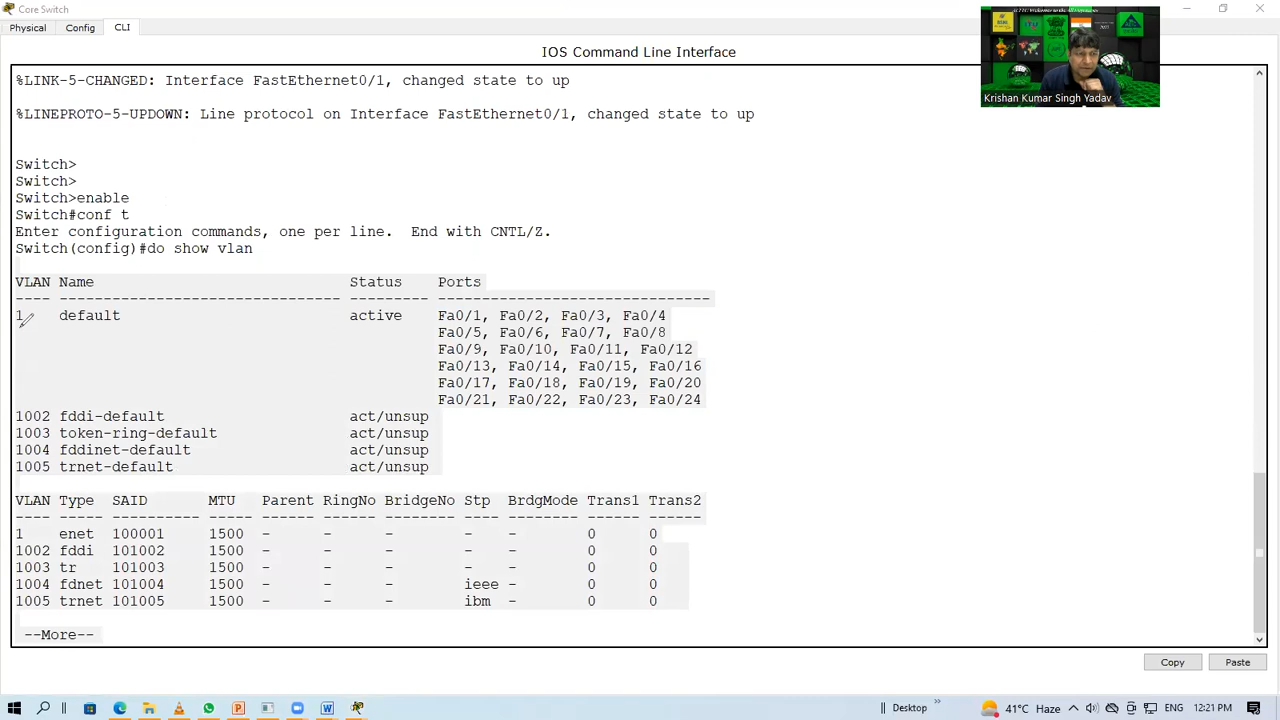 Core Switch
Physical Config CLI
IOS Command Line Interface
%LINK-5-CHANGED: Interface FastEthernet0/1, changed state to up
%LINEPROTO-5-UPDOWN: Line protocol on Interface FastEthernet0/1, changed state to up
Krishan Kumar Singh Yadav
Switch>
Switch>
Switch>enable
Switch#conf t
Enter configuration commands, one per line.  End with CNTL/Z.
Switch(config)#do show vlan
VLAN Name                             Status    Ports
---- -------------------------------- --------- -------------------------------
1    default                          active    Fa0/1, Fa0/2, Fa0/3, Fa0/4
Fa0/5, Fa0/6, Fa0/7, Fa0/8
Fa0/9, Fa0/10, Fa0/11, Fa0/12
Fa0/13, Fa0/14, Fa0/15, Fa0/16
Fa0/17, Fa0/18, Fa0/19, Fa0/20
Fa0/21, Fa0/22, Fa0/23, Fa0/24
1002 fddi-default                     act/unsup
1003 token-ring-default               act/unsup
1004 fddinet-default                  act/unsup
1005 trnet-default                    act/unsup
VLAN Type  SAID       MTU   Parent RingNo BridgeNo Stp  BrdgMode Trans1 Trans2
---- ----- ---------- ----- ------ ------ -------- ---- -------- ------ ------
1    enet  100001     1500  -      -      -        -    -        0      0
1002 fddi  101002     1500  -      -      -        -    -        0      0
1003 tr    101003     1500  -      -      -        -    -        0      0
1004 fdnet 101004     1500  -      -      -        ieee -        0      0
1005 trnet 101005     1500  -      -      -        ibm  -        0      0
--More--
Copy Paste
Desktop » 41°C Haze ENG 12:21 PM